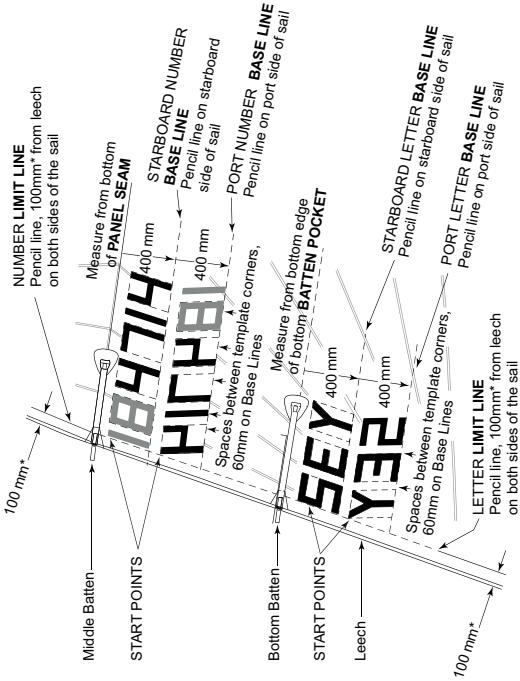 NUMBER LIMIT LINE
Pencil line, 100mm* from leech
on both sides of the sail
100 mm*
Middle Batten
Measure from bottom
of PANEL SEAM
184714
400 mm
STARBOARD NUMBER
BASE LINE
Pencil line on starboard
side of sail
184714
400 mm
PORT NUMBER BASE LINE
Pencil line on port side of sail
START POINTS
Spaces between template corners,
60mm on Base Lines
Bottom Batten
Measure from bottom edge
of bottom BATTEN POCKET
SEY
400 mm
STARBOARD LETTER BASE LINE
Pencil line on starboard side of sail
SEY
400 mm
PORT LETTER BASE LINE
Pencil line on port side of sail
START POINTS
Spaces between template corners,
60mm on Base Lines
Leech
LETTER LIMIT LINE
Pencil line, 100mm* from leech
on both sides of the sail
100 mm*